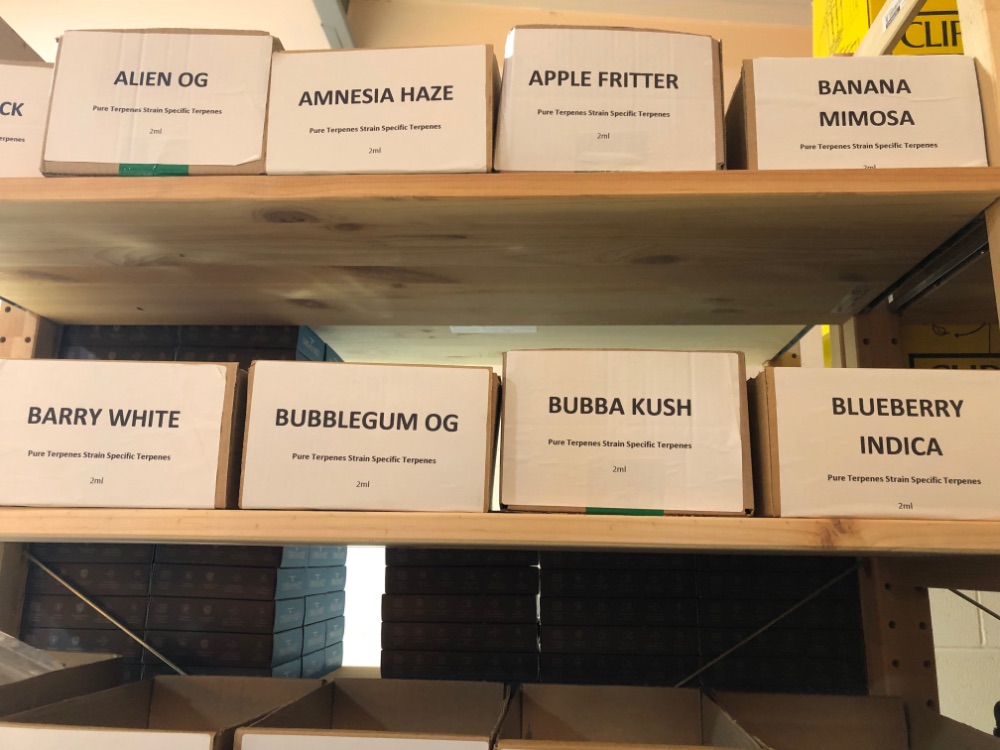 CK
ALIEN OG
Pure Terpenes Strain Specific Terpenes
2ml
AMNESIA HAZE
Pure Terpenes Strain Specific Terpenes
2ml
APPLE FRITTER
Pure Terpenes Strain Specific Terpenes
2ml
BANANA
MIMOSA
Pure Terpenes Strain Specific Terpenes
2ml
CLIP
BARRY WHITE
Pure Terpenes Strain Specific Terpenes
2ml
BUBBLEGUM OG
Pure Terpenes Strain Specific Terpenes
2ml
BUBBA KUSH
Pure Terpenes Strain Specific Terpenes
2ml
BLUEBERRY
INDICA
Pure Terpenes Strain Specific Terpenes
2ml